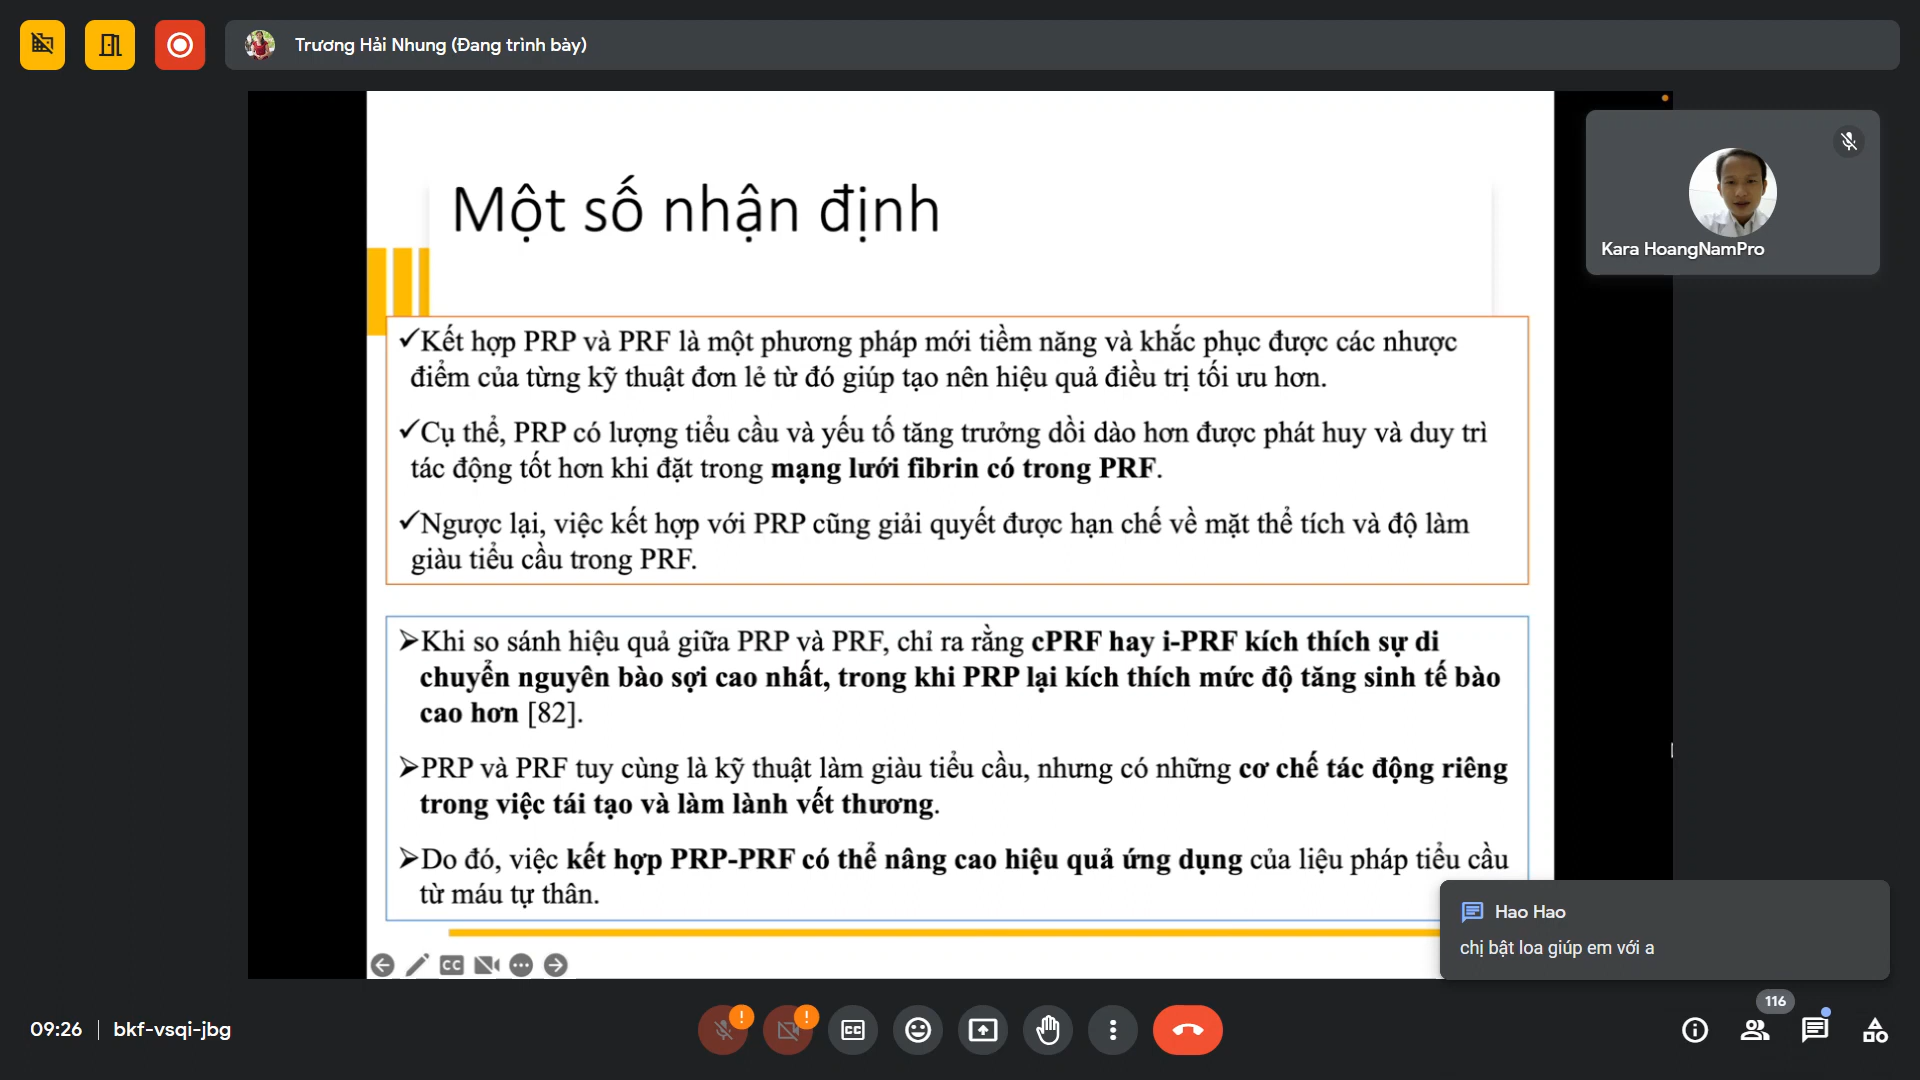 Trương Hải Nhung (Đang trình bày)
Một số nhận định
Kara HoangNamPro
✓Kết hợp PRP và PRF là một phương pháp mới tiềm năng và khắc phục được các nhược
điểm của từng kỹ thuật đơn lẻ từ đó giúp tạo nên hiệu quả điều trị tối ưu hơn.
✓Cụ thể, PRP có lượng tiểu cầu và yếu tố tăng trưởng dồi dào hơn được phát huy và duy trì
tác động tốt hơn khi đặt trong mạng lưới fibrin có trong PRF.
✓Ngược lại, việc kết hợp với PRP cũng giải quyết được hạn chế về mặt thể tích và độ làm
giàu tiểu cầu trong PRF.
➢Khi so sánh hiệu quả giữa PRP và PRF, chỉ ra rằng cPRF hay i-PRF kích thích sự di
chuyển nguyên bào sợi cao nhất, trong khi PRP lại kích thích mức độ tăng sinh tế bào
cao hơn [82].
➢PRP và PRF tuy cùng là kỹ thuật làm giàu tiểu cầu, nhưng có những cơ chế tác động riêng
trong việc tái tạo và làm lành vết thương.
➢Do đó, việc kết hợp PRP-PRF có thể nâng cao hiệu quả ứng dụng của liệu pháp tiểu cầu
từ máu tự thân.
Hao Hao
chị bật loa giúp em với a
CC
116
09:26 | bkf-vsqi-jbg